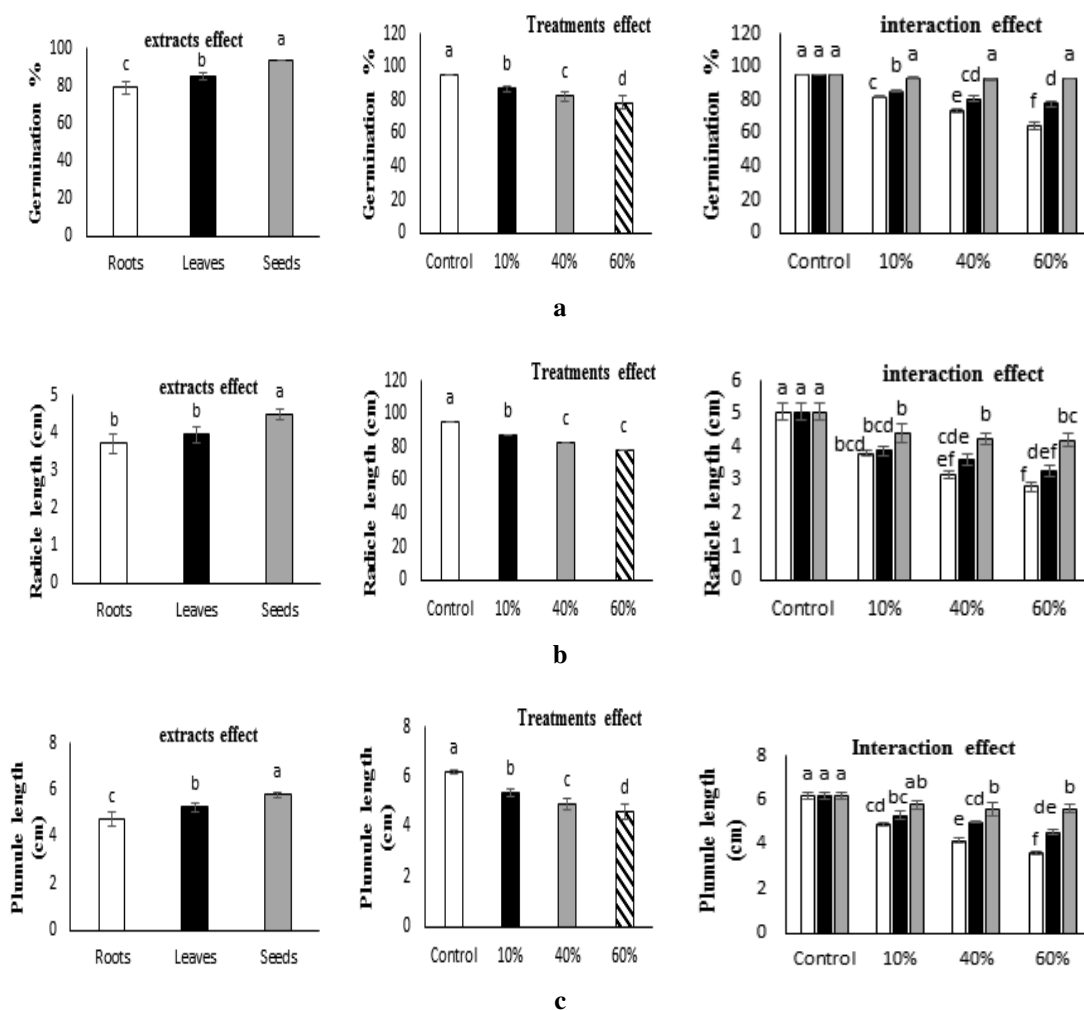 extracts effect
Germination %
100
80
60
40
20
0
c
b
a
Roots Leaves Seeds
Treatments effect
Germination %
120
100
80
60
40
20
0
a
b
c
d
Control 10% 40% 60%
interaction effect
Germination %
120
100
80
60
40
20
0
a a a
c b a
e cd a
f d a
Control 10% 40% 60%
a
extracts effect
Radicle length (cm)
5
4
3
2
1
0
b
b
a
Roots Leaves Seeds
Treatments effect
Radicle length (cm)
120
100
80
60
40
20
0
a
b
c
c
Control 10% 40% 60%
interaction effect
Radicle length (cm)
6
5
4
3
2
1
0
a a a
bcd bcd b
ef cde b
f def bc
Control 10% 40% 60%
b
extracts effect
Plumule length
(cm)
8
6
4
2
0
c
b
a
Roots Leaves Seeds
Treatments effect
Plumule length
(cm)
8
6
4
2
0
a
b
c
d
Control 10% 40% 60%
Interaction effect
Plumule length
(cm)
8
6
4
2
0
a a a
cd bc ab
e cd b
f de b
Control 10% 40% 60%
c